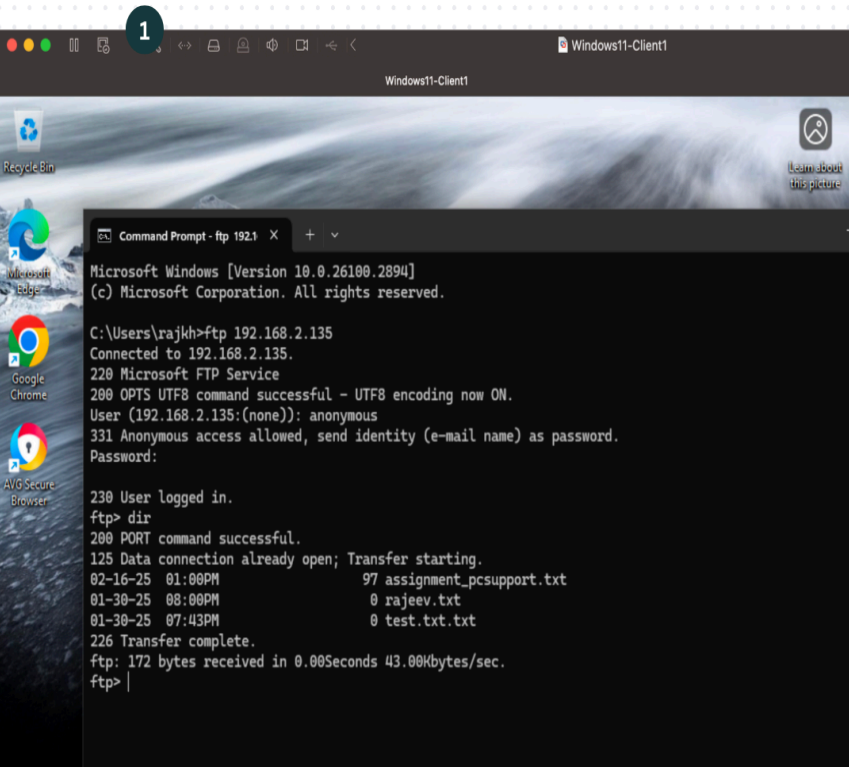 1
Windows11-Client1
Windows11-Client1
Recycle Bin
Learn about
this picture
Microsoft
Edge
Google
Chrome
AVG Secure
Browser
Command Prompt - ftp 192.1
Microsoft Windows [Version 10.0.26100.2894]
(c) Microsoft Corporation. All rights reserved.
C:\Users\rajkh>ftp 192.168.2.135
Connected to 192.168.2.135.
220 Microsoft FTP Service
200 OPTS UTF8 command successful - UTF8 encoding now ON.
User (192.168.2.135:(none)): anonymous
331 Anonymous access allowed, send identity (e-mail name) as password.
Password:
230 User logged in.
ftp> dir
200 PORT command successful.
125 Data connection already open; Transfer starting.
02-16-25  01:00PM                   97 assignment_pcsupport.txt
01-30-25  08:00PM                    0 rajeev.txt
01-30-25  07:43PM                    0 test.txt.txt
226 Transfer complete.
ftp: 172 bytes received in 0.00Seconds 43.00Kbytes/sec.
ftp>